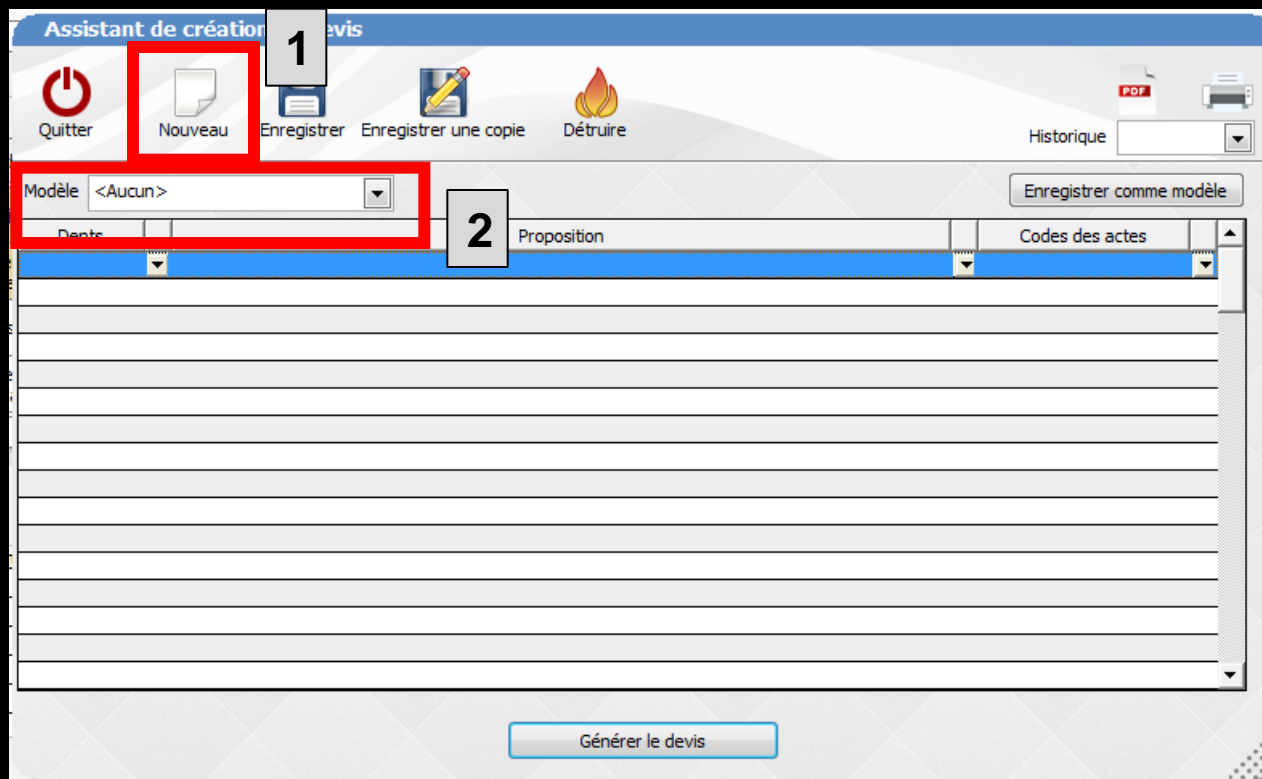 Assistant de création evis
1
Quitter
Nouveau
Enregistrer
Enregistrer une copie
Détruire
PDF
Historique
Modèle <Aucun>
Enregistrer comme modèle
2
Dents
Proposition
Codes des actes
Générer le devis